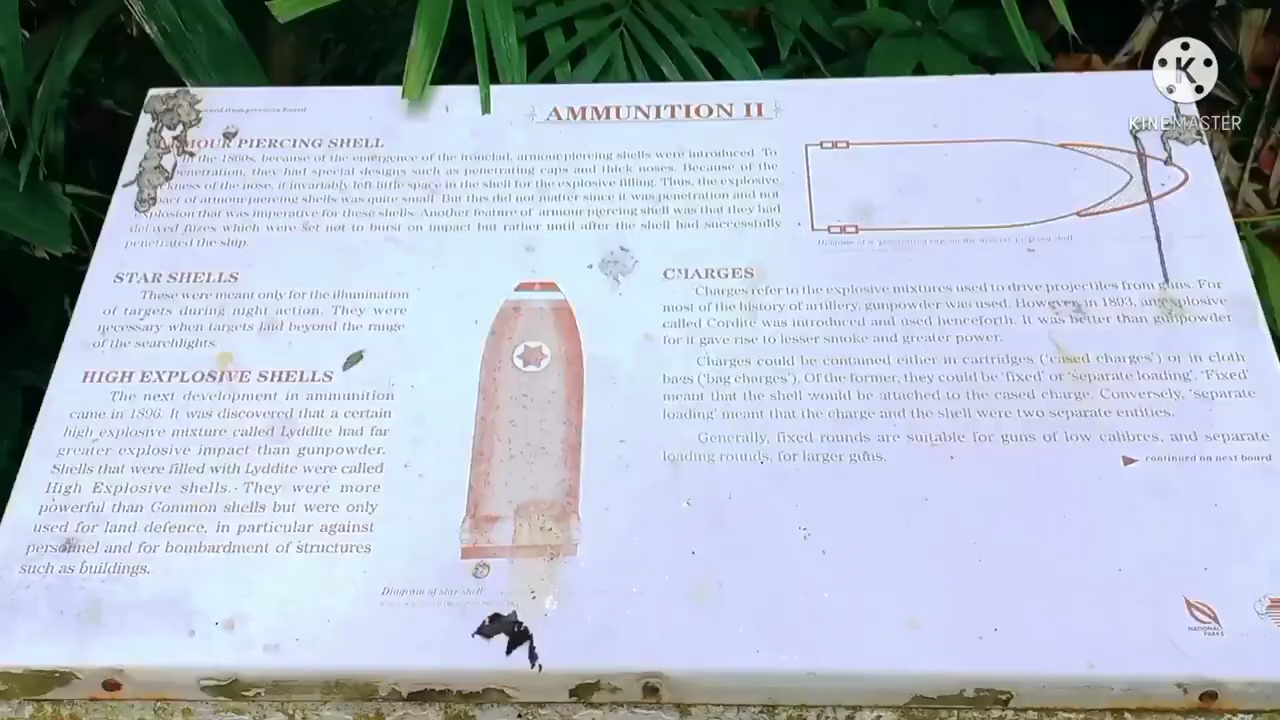 AMMUNITION II
KINEMASTER
PIERCING SHELL
the 1860s, because of the emergence of the ironclad, armour-piercing shells were introduced. To
penetration, they had special designs such as penetrating caps and thick noses. Because of the
of the nose, it invariably left little space in the shell for the explosive filling. Thus, the explosive
of armour-piercing shells was quite small. But this did not matter since it was penetration and not
explosion that was imperative for these shells. Another feature of armour piercing shell was that they had
delayed fuzes which were set not to burst on impact but rather until after the shell had successfully
penetrated the ship.
STAR SHELLS
These were meant only for the illumination
of targets during night action. They were
necessary when targets laid beyond the range
of the searchlights.
HIGH EXPLOSIVE SHELLS
The next development in ammunition
came in 1896. It was discovered that a certain
high explosive mixture called Lyddite had far
greater explosive impact than gunpowder.
Shells that were filled with Lyddite were called
High Explosive shells. They were more
powerful than Common shells but were only
used for land defence, in particular against
personnel and for bombardment of structures
such as buildings.
Diagram of star shell.
CHARGES
Charges refer to the explosive mixtures used to drive projectiles from guns. For
most of the history of artillery, gunpowder was used. However, in 1893, an explosive
called Cordite was introduced and used henceforth. It was better than gunpowder
for it gave rise to lesser smoke and greater power.
Charges could be contained either in cartridges ('cased charges') or in cloth
bags ('bag charges'). Of the former, they could be 'fixed' or 'separate loading'. 'Fixed'
meant that the shell would be attached to the cased charge. Conversely, 'separate
loading' meant that the charge and the shell were two separate entities.
Generally, fixed rounds are suitable for guns of low calibres, and separate
loading rounds, for larger guns.
continued on next board
NATIONAL
PARKS